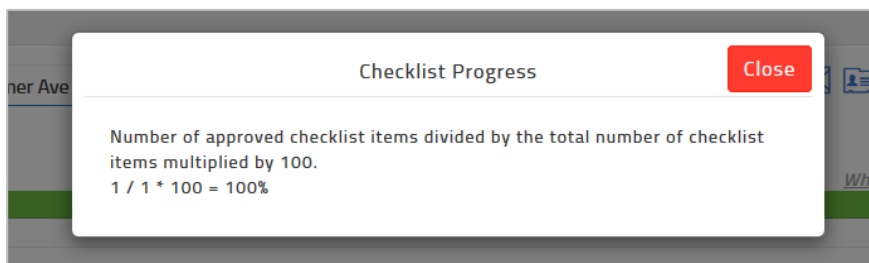 Checklist Progress
Close
ner Ave
Number of approved checklist items divided by the total number of checklist
items multiplied by 100.
1 / 1 * 100 = 100%
Wh